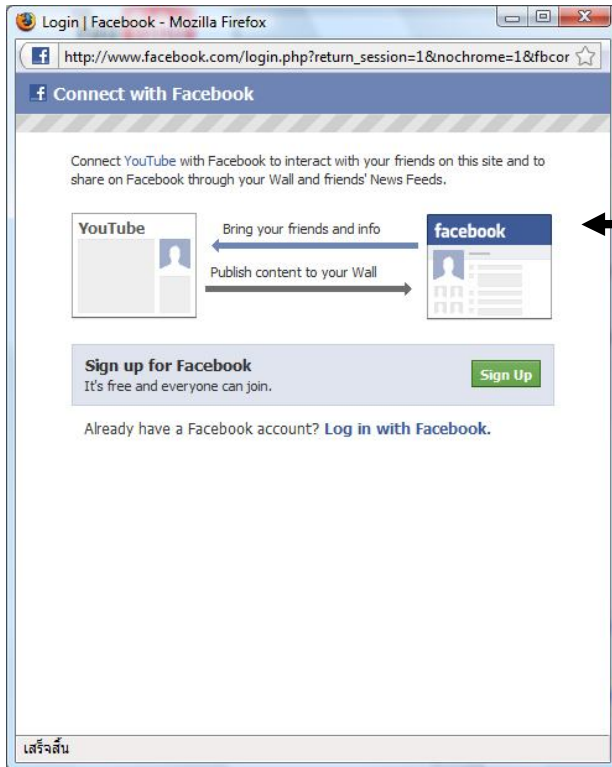 Login | Facebook - Mozilla Firefox
http://www.facebook.com/login.php?return_session=1&nochrome=1&fbcor
Connect with Facebook
Connect YouTube with Facebook to interact with your friends on this site and to
share on Facebook through your Wall and friends' News Feeds.
YouTube
Bring your friends and info
facebook
Publish content to your Wall
Sign up for Facebook
It's free and everyone can join.
Sign Up
Already have a Facebook account? Log in with Facebook.
เสร็จสิ้น